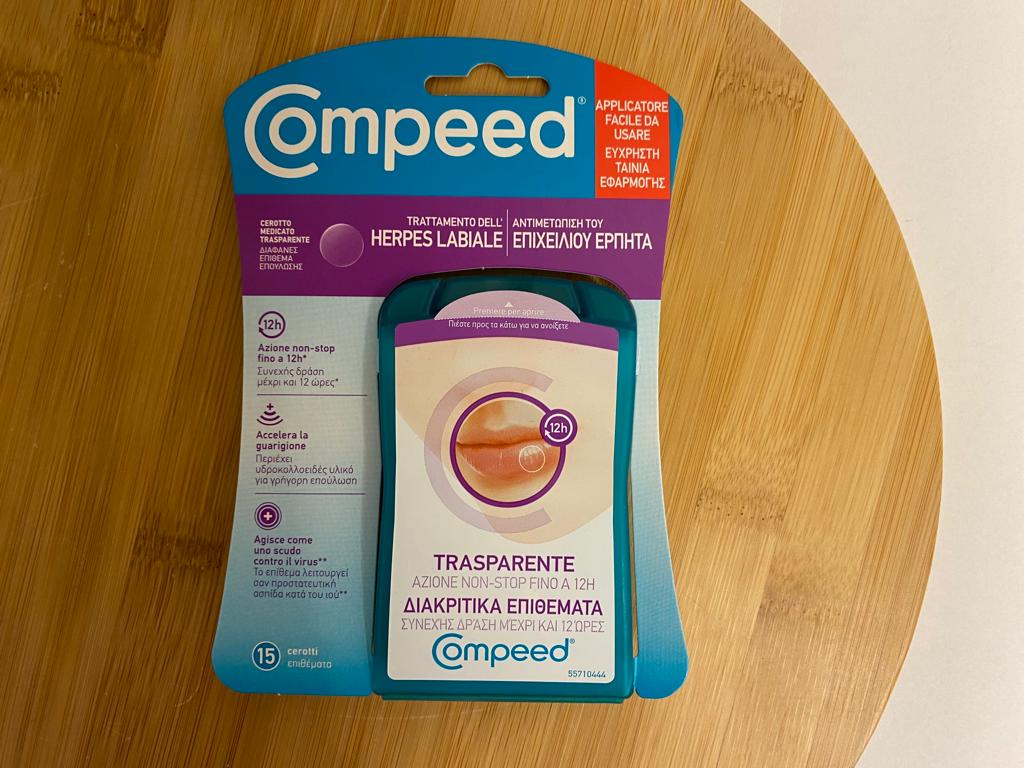 Compeed®
APPLICATORE
FACILE DA
USARE
ΕΥΧΡΗΣΤΗ
ΤΑΙΝΙΑ
ΕΦΑΡΜΟΓΗΣ
CEROTTO
MEDICATO
TRASPARENTE
ΔΙΑΦΑΝΕΣ
ΕΠΙΘΕΜΑ
ΕΠΟΥΛΩΣΗΣ
TRATTAMENTO DELL'
HERPES LABIALE
ΑΝΤΙΜΕΤΩΠΙΣΗ ΤΟΥ
ΕΠΙΧΕΙΛΙΟΥ ΕΡΠΗΤΑ
12h
Azione non-stop
fino a 12h*
Συνεχής δράση
μέχρι και 12 ώρες*
Accelera la
guarigione
Περιέχει
υδροκολλοειδές υλικό
για γρήγορη επούλωση
Agisce come
uno scudo
contro il virus**
Το επίθεμα λειτουργεί
σαν προστατευτική
ασπίδα κατά του ιού**
15 cerotti
επιθέματα
Premere per aprire
Πιέστε προς τα κάτω για να ανοίξετε
12h
TRASPARENTE
AZIONE NON-STOP FINO A 12H
ΔΙΑΚΡΙΤΙΚΑ ΕΠΙΘΕΜΑΤΑ
ΣΥΝΕΧΗΣ ΔΡΑΣΗ ΜΈΧΡΙ ΚΑΙ 12 ΏΡΕΣ
Compeed®
55710444